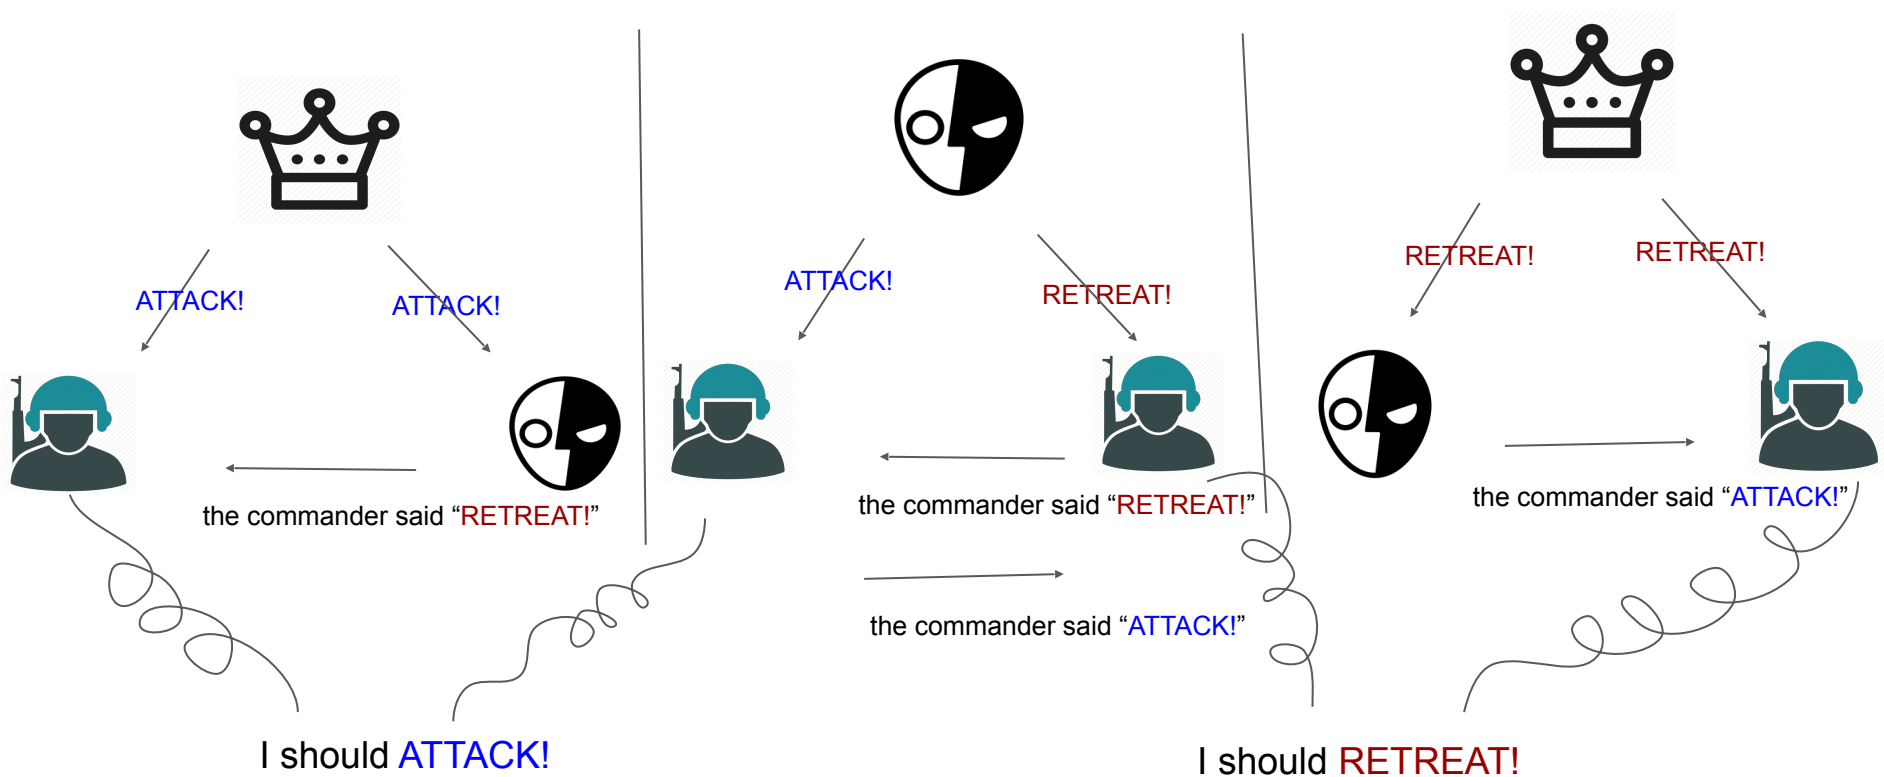 ATTACK!
ATTACK!
the commander said “RETREAT!”
ATTACK!
RETREAT!
the commander said “RETREAT!”
the commander said “ATTACK!”
RETREAT!
RETREAT!
the commander said “ATTACK!”
I should ATTACK!
I should RETREAT!